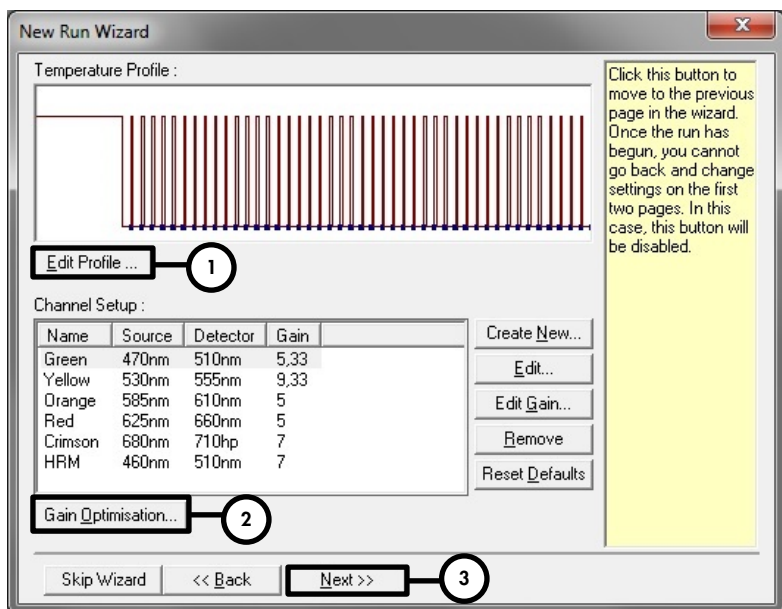 New Run Wizard
Temperature Profile :
Edit Profile ...
1
Channel Setup :
Name Source Detector Gain
Green 470nm 510nm 5,33
Yellow 530nm 555nm 9,33
Orange 585nm 610nm 5
Red 625nm 660nm 5
Crimson 680nm 710hp 7
HRM 460nm 510nm 7
Create New...
Edit...
Edit Gain...
Remove
Reset Defaults
Gain Optimisation...
2
Skip Wizard
<< Back
Next >>
3
Click this button to
move to the previous
page in the wizard.
Once the run has
begun, you cannot
go back and change
settings on the first
two pages. In this
case, this button will
be disabled.